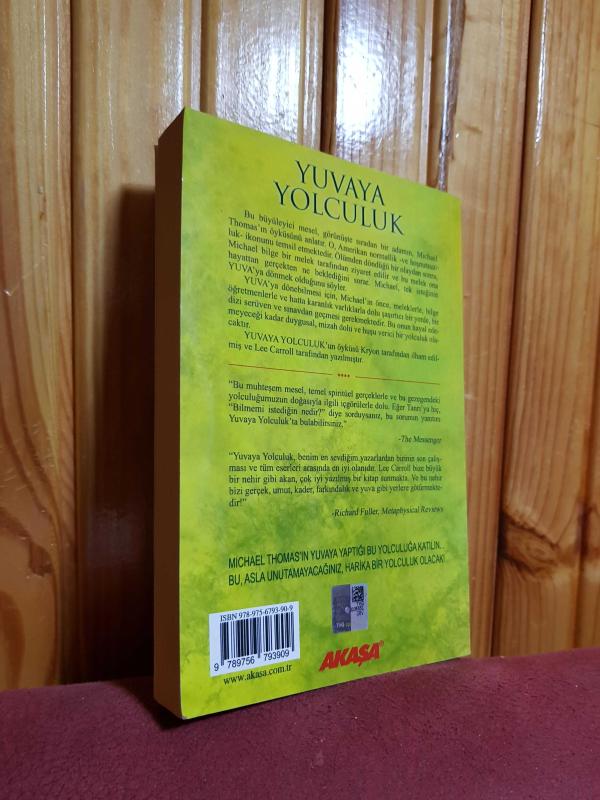 YUVAYA
YOLCULUK
Bu büyüleyici mesel, görünüşte sıradan bir adamın, Michael
Thomas'ın öyküsünü anlatır. O, Amerikan normallik -ve hoşnutsuz-
luk- ikonunu temsil etmektedir. Ölümden döndüğü bir olaydan sonra,
Michael bilge bir melek tarafından ziyaret edilir ve bu melek ona
hayattan gerçekten ne beklediğini sorar. Michael, tek isteğinin
YUVA'ya dönmek olduğunu söyler.
YUVA'ya dönebilmesi için, Michael'ın önce, meleklerle, bilge
öğretmenlerle ve hatta karanlık varlıklarla dolu şaşırtıcı bir yerde, bir
dizi serüven ve sınavdan geçmesi gerekmektedir. Bu onun hayal ede-
meyeceği kadar duygusal, mizah dolu ve huşu verici bir yolculuk ola-
caktır.
YUVAYA YOLCULUK'un öyküsü Kryon tarafından ilham edil-
miş ve Lee Carroll tarafından yazılmıştır.
****
"Bu muhteşem mesel, temel spiritüel gerçeklerle ve bu gezegendeki
yolculuğumuzun doğasıyla ilgili içgörülerle dolu. Eğer Tanrı'ya hiç,
"Bilmemi istediğin nedir?" diye sorduysanız, bu sorunun yanıtını
Yuvaya Yolculuk'ta bulabilirsiniz."
-The Messenger
"Yuvaya Yolculuk, benim en sevdiğim yazarlardan birinin son çalış-
ması ve tüm eserleri arasında en iyi olanıdır. Lee Carroll bize büyük
bir nehir gibi akan, çok iyi yazılmış bir kitap sunmakta. Ve bu nehir
bizi gerçek, umut, kader, farkındalık ve yuva gibi yerlere götürmekte-
dir!"
-Richard Fuller, Metaphysical Reviews
MICHAEL THOMAS'IN YUVAYA YAPTIĞI BU YOLCULUĞA KATILIN...
BU, ASLA UNUTAMAYACAĞINIZ, HARİKA BİR YOLCULUK OLACAK!
ISBN 978-975-6793-90-9
9 789756 793909
www.akasa.com.tr
AKAŞA